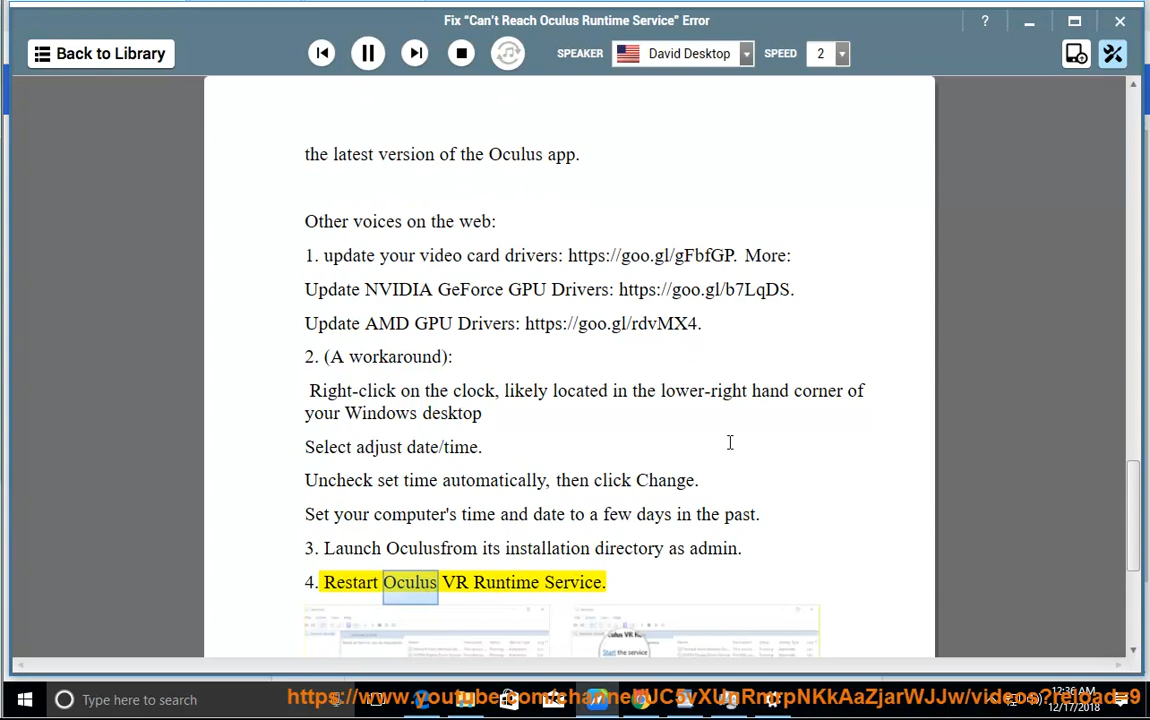 Fix “Can’t Reach Oculus Runtime Service” Error
Back to Library
SPEAKER David Desktop SPEED 2
the latest version of the Oculus app.
Other voices on the web:
1. update your video card drivers: https://goo.gl/gFbfGP. More:
Update NVIDIA GeForce GPU Drivers: https://goo.gl/b7LqDS.
Update AMD GPU Drivers: https://goo.gl/rdvMX4.
2. (A workaround):
Right-click on the clock, likely located in the lower-right hand corner of
your Windows desktop
Select adjust date/time.
Uncheck set time automatically, then click Change.
Set your computer's time and date to a few days in the past.
3. Launch Oculusfrom its installation directory as admin.
4. Restart Oculus VR Runtime Service.
Start the service
Type here to search
12:36 AM
12/17/2018